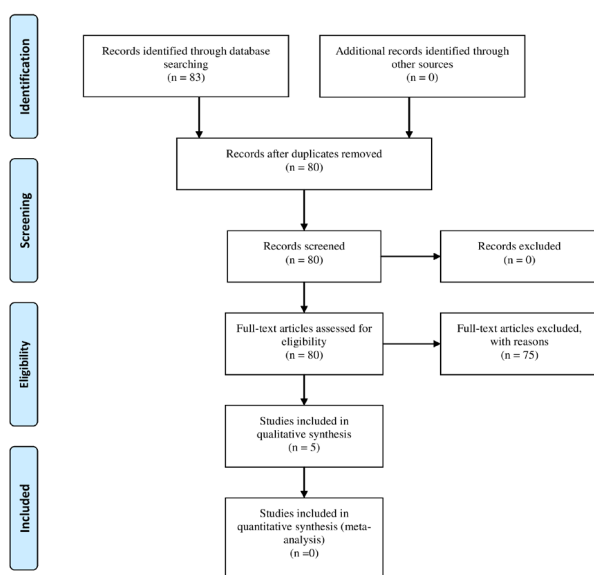 Identification
Records identified through database
searching
(n = 83)
Additional records identified through
other sources
(n = 0)
Records after duplicates removed
(n = 80)
Screening
Records screened
(n = 80)
Records excluded
(n = 0)
Eligibility
Full-text articles assessed for
eligibility
(n = 80)
Full-text articles excluded,
with reasons
(n = 75)
Studies included in
qualitative synthesis
(n = 5)
Included
Studies included in
quantitative synthesis (meta-
analysis)
(n =0)